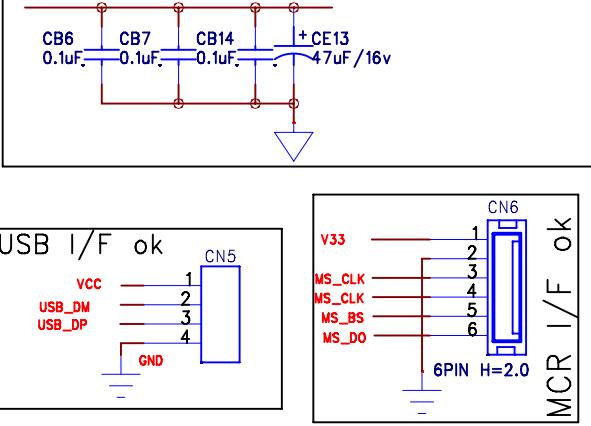 CB6 CB7 CB14 + CE13
0.1uF 0.1uF 0.1uF 47uF/16v
USB I/F ok
CN5
VCC 1
USB_DM 2
USB_DP 3
4
GND
CN6
V33 1
2
MS_CLK 3
MS_CLK 4
MS_BS 5
MS_DO 6
6PIN H=2.0
MCR I/F ok